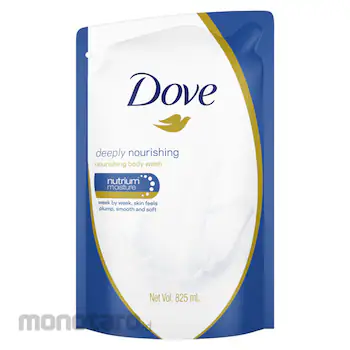 Dove
deeply nourishing
nourishing body wash
nutrium
moisture
week by week, skin feels
plump, smooth and soft
Net Vol. 825 mL
monotaro